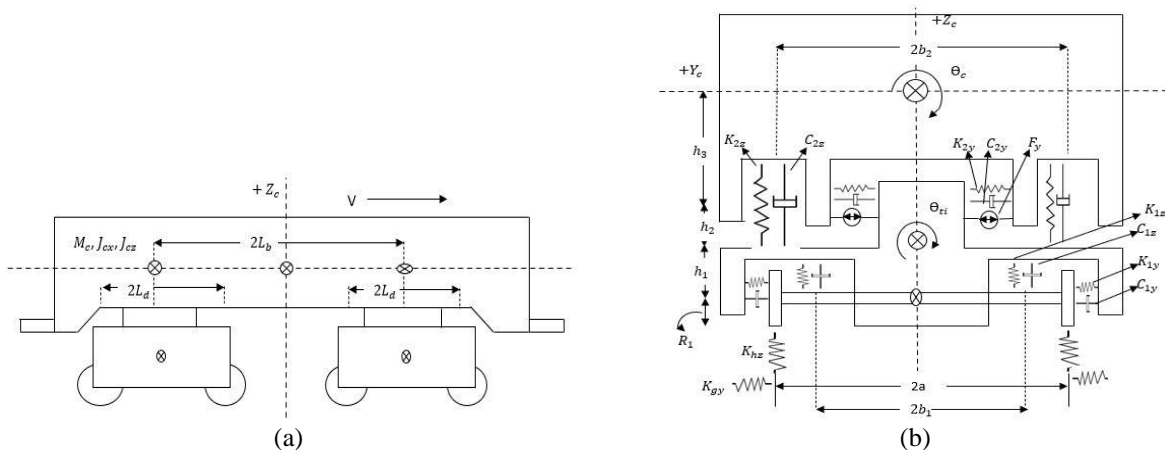 + Z_c
V
M_c, J_cx, J_cz
2L_b
2L_d
2L_d
(a)
+Z_c
2b_2
+Y_c
Θ_c
K_2z
C_2z
K_2y
C_2y
F_y
h_3
h_2
Θ_ti
K_1z
C_1z
h_1
K_1y
C_1y
R_1
K_hz
K_gy
2a
2b_1
(b)